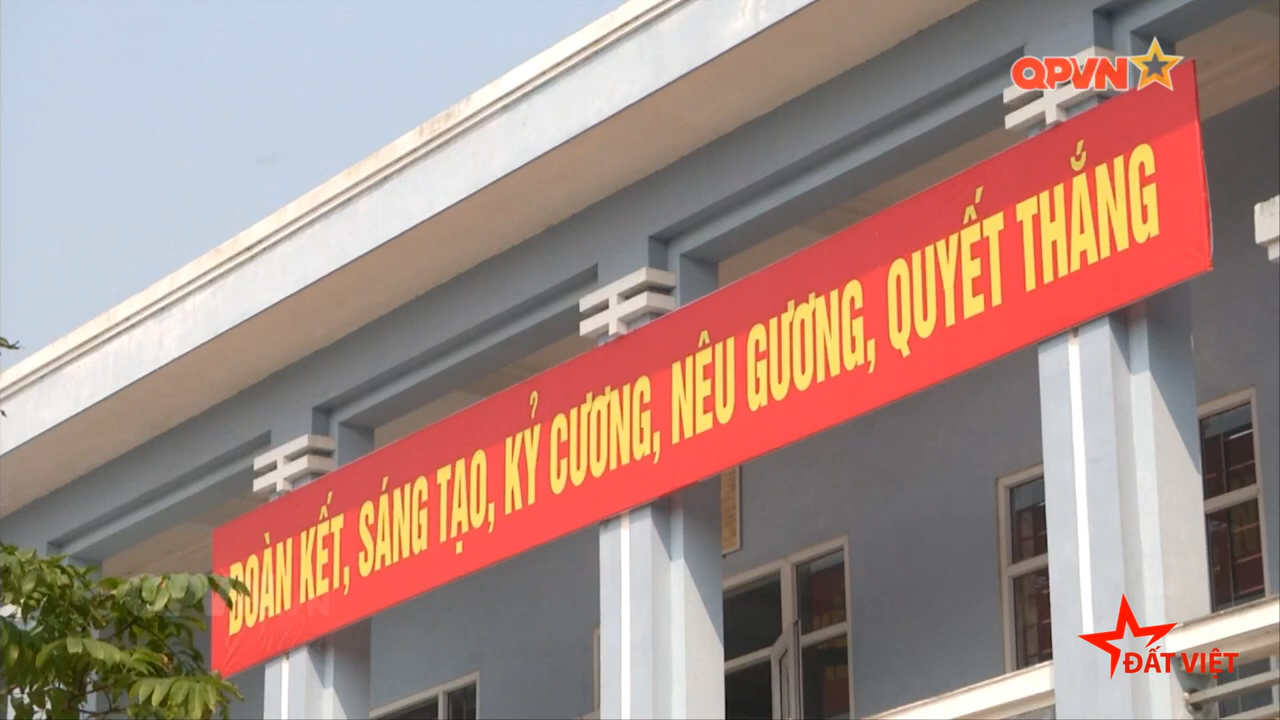 QPVN
ĐOÀN KẾT, SÁNG TẠO, KỶ CƯƠNG, NÊU GƯƠNG, QUYẾT THẮNG
ĐẤT VIỆT